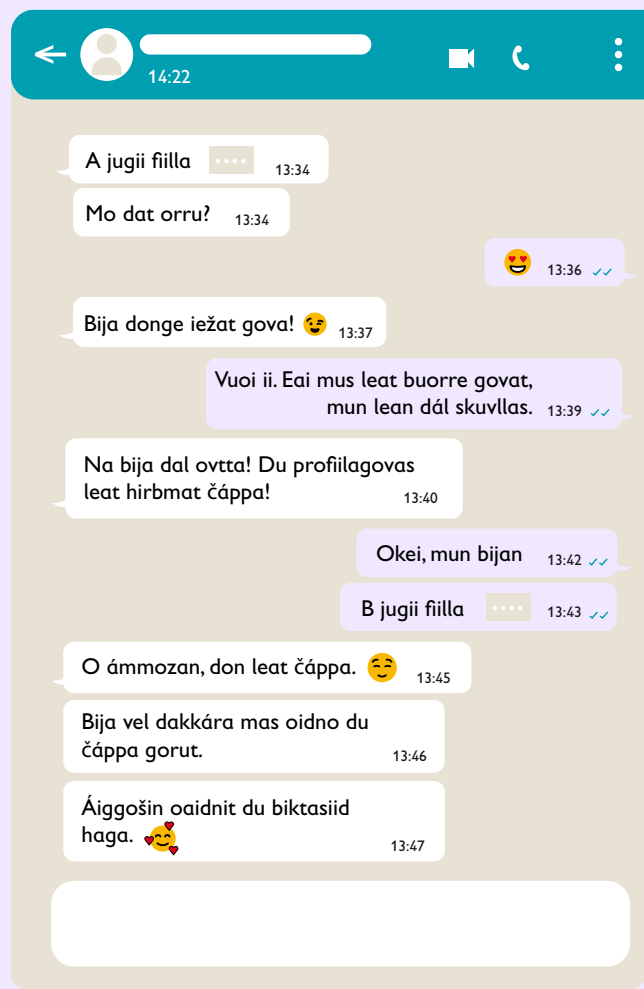 14:22
A jugii fiilla .... 13:34
Mo dat orru? 13:34
13:36
Bija donge iežat gova! 13:37
Vuoi ii. Eai mus leat buorre govat,
mun lean dál skuvllas. 13:39
Na bija dal ovtta! Du profiilagovas
leat hirbmat čáppa! 13:40
Okei, mun bijan 13:42
B jugii fiilla .... 13:43
O ámmozan, don leat čáppa. 13:45
Bija vel dakkára mas oidno du
čáppa gorut. 13:46
Áiggošin oaidnit du biktasiid
haga. 13:47